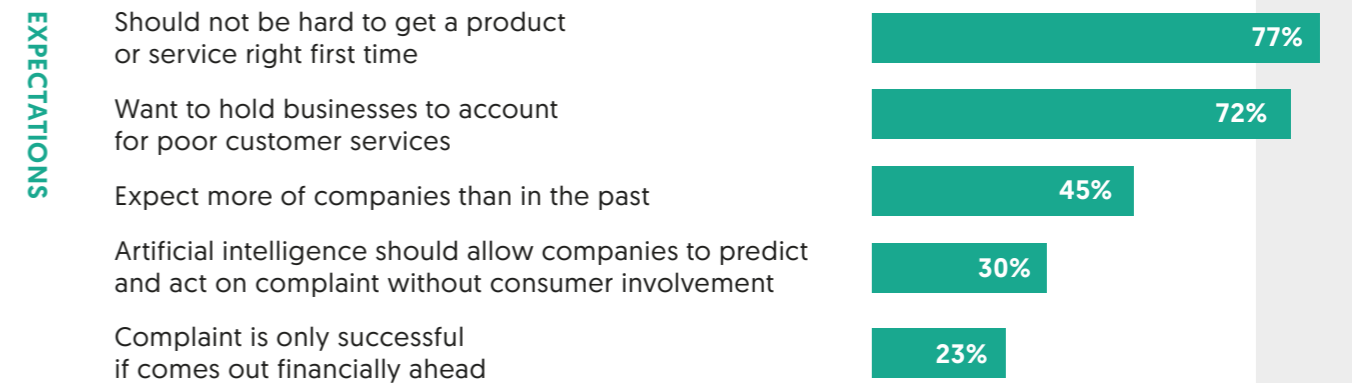 EXPECTATIONS
Should not be hard to get a product
or service right first time
77%
Want to hold businesses to account
for poor customer services
72%
Expect more of companies than in the past
45%
Artificial intelligence should allow companies to predict
and act on complaint without consumer involvement
30%
Complaint is only successful
if comes out financially ahead
23%